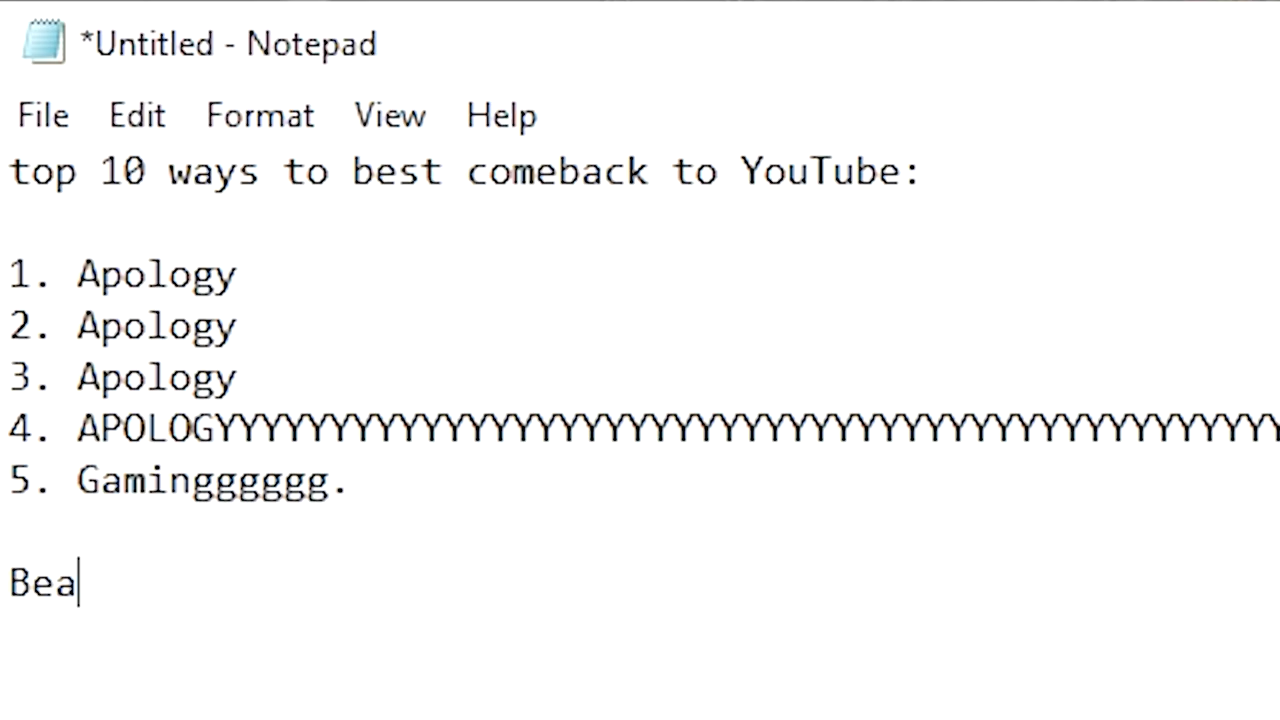 *Untitled - Notepad
File Edit Format View Help
top 10 ways to best comeback to YouTube:
1. Apology
2. Apology
3. Apology
4. APOLOGYYYYYYYYYYYYYYYYYYYYYYYYYYYYYYYYYYYYYYYYYYYYYY
5. Gaminggggggg.
Bea